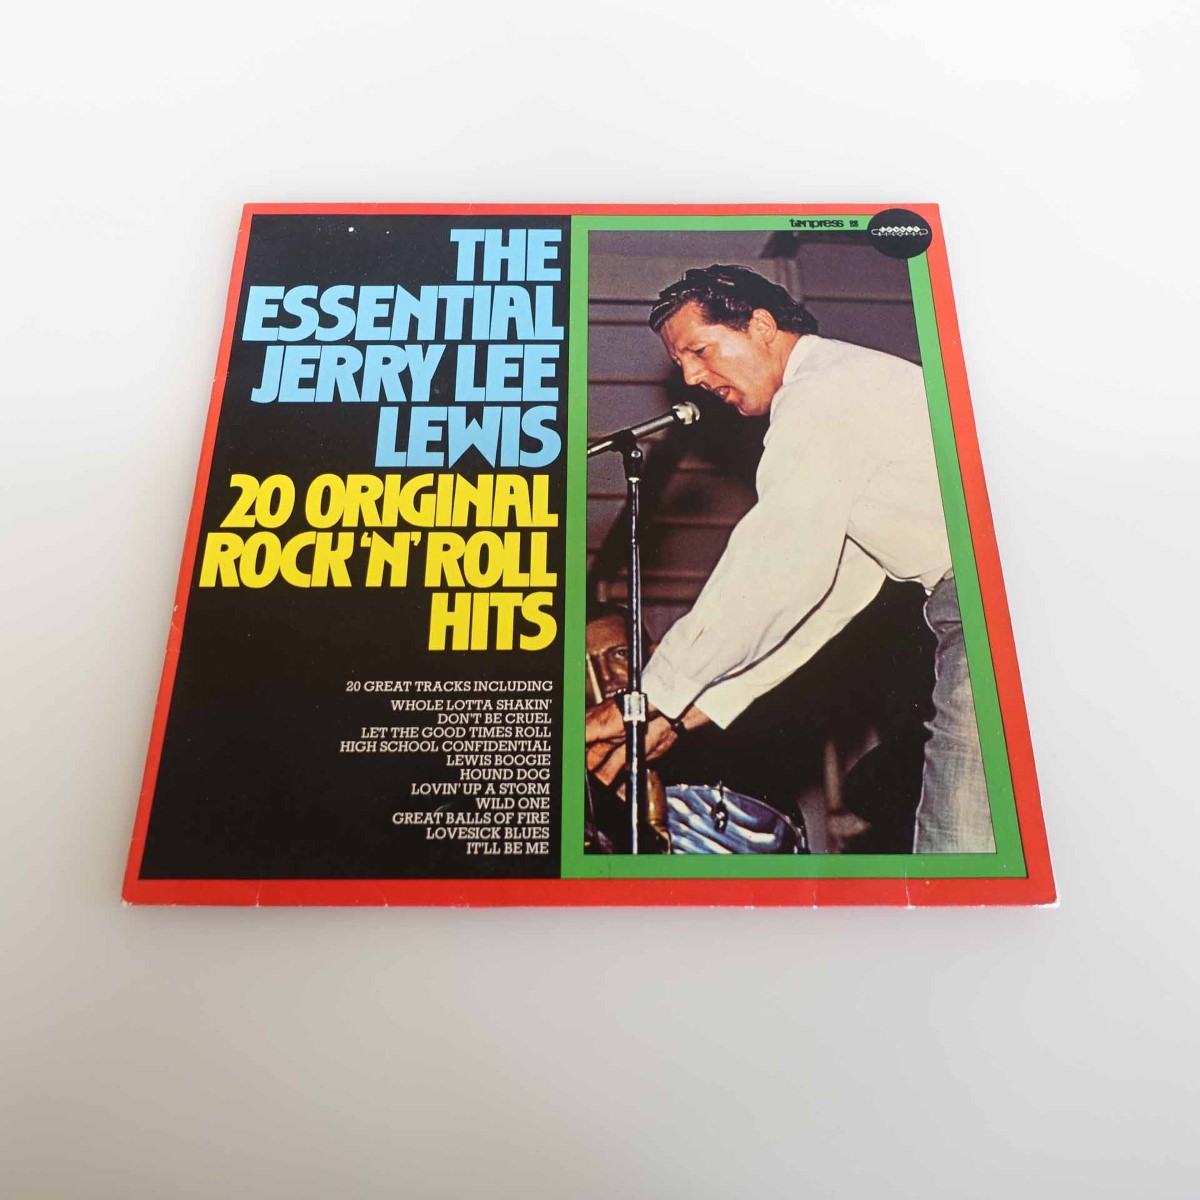 THE
ESSENTIAL
JERRY LEE
LEWIS
20 ORIGINAL
ROCK 'N' ROLL
HITS
20 GREAT TRACKS INCLUDING
WHOLE LOTTA SHAKIN'
DON'T BE CRUEL
LET THE GOOD TIMES ROLL
HIGH SCHOOL CONFIDENTIAL
LEWIS BOOGIE
HOUND DOG
LOVIN' UP A STORM
WILD ONE
GREAT BALLS OF FIRE
LOVESICK BLUES
IT'LL BE ME
tonpress